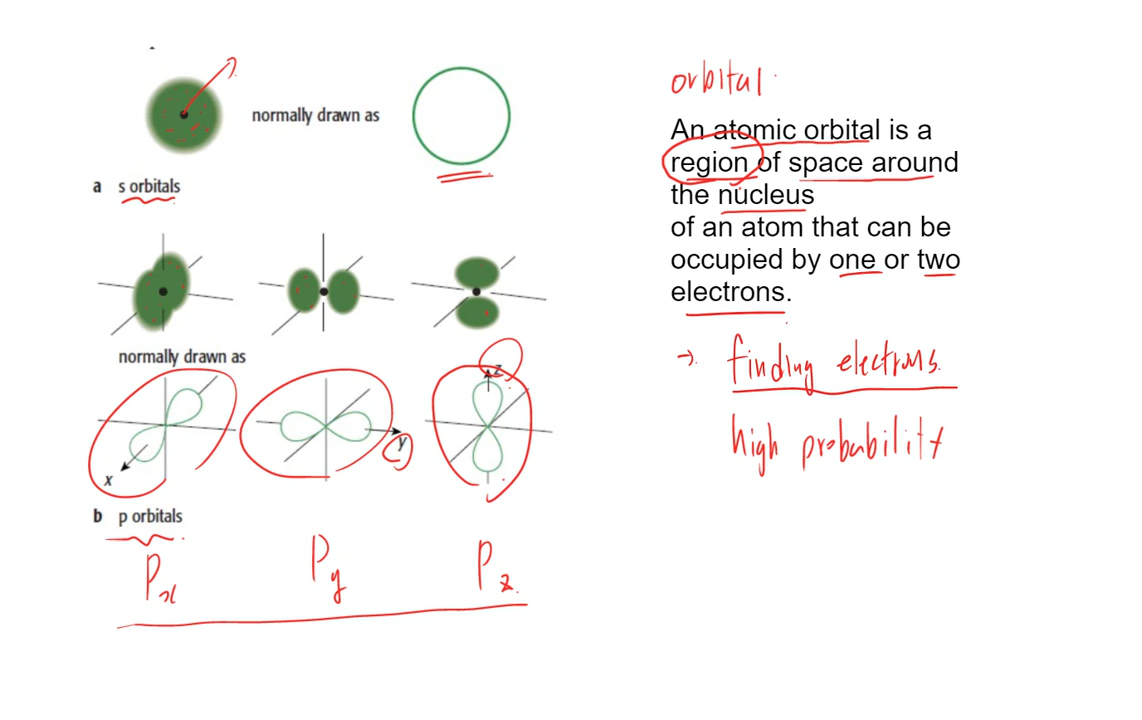 normally drawn as
a s orbitals
normally drawn as
x
y
z
b p orbitals
Px
Py
Pz
orbital
An atomic orbital is a
region of space around
the nucleus
of an atom that can be
occupied by one or two
electrons.
→ finding electrons.
high probability